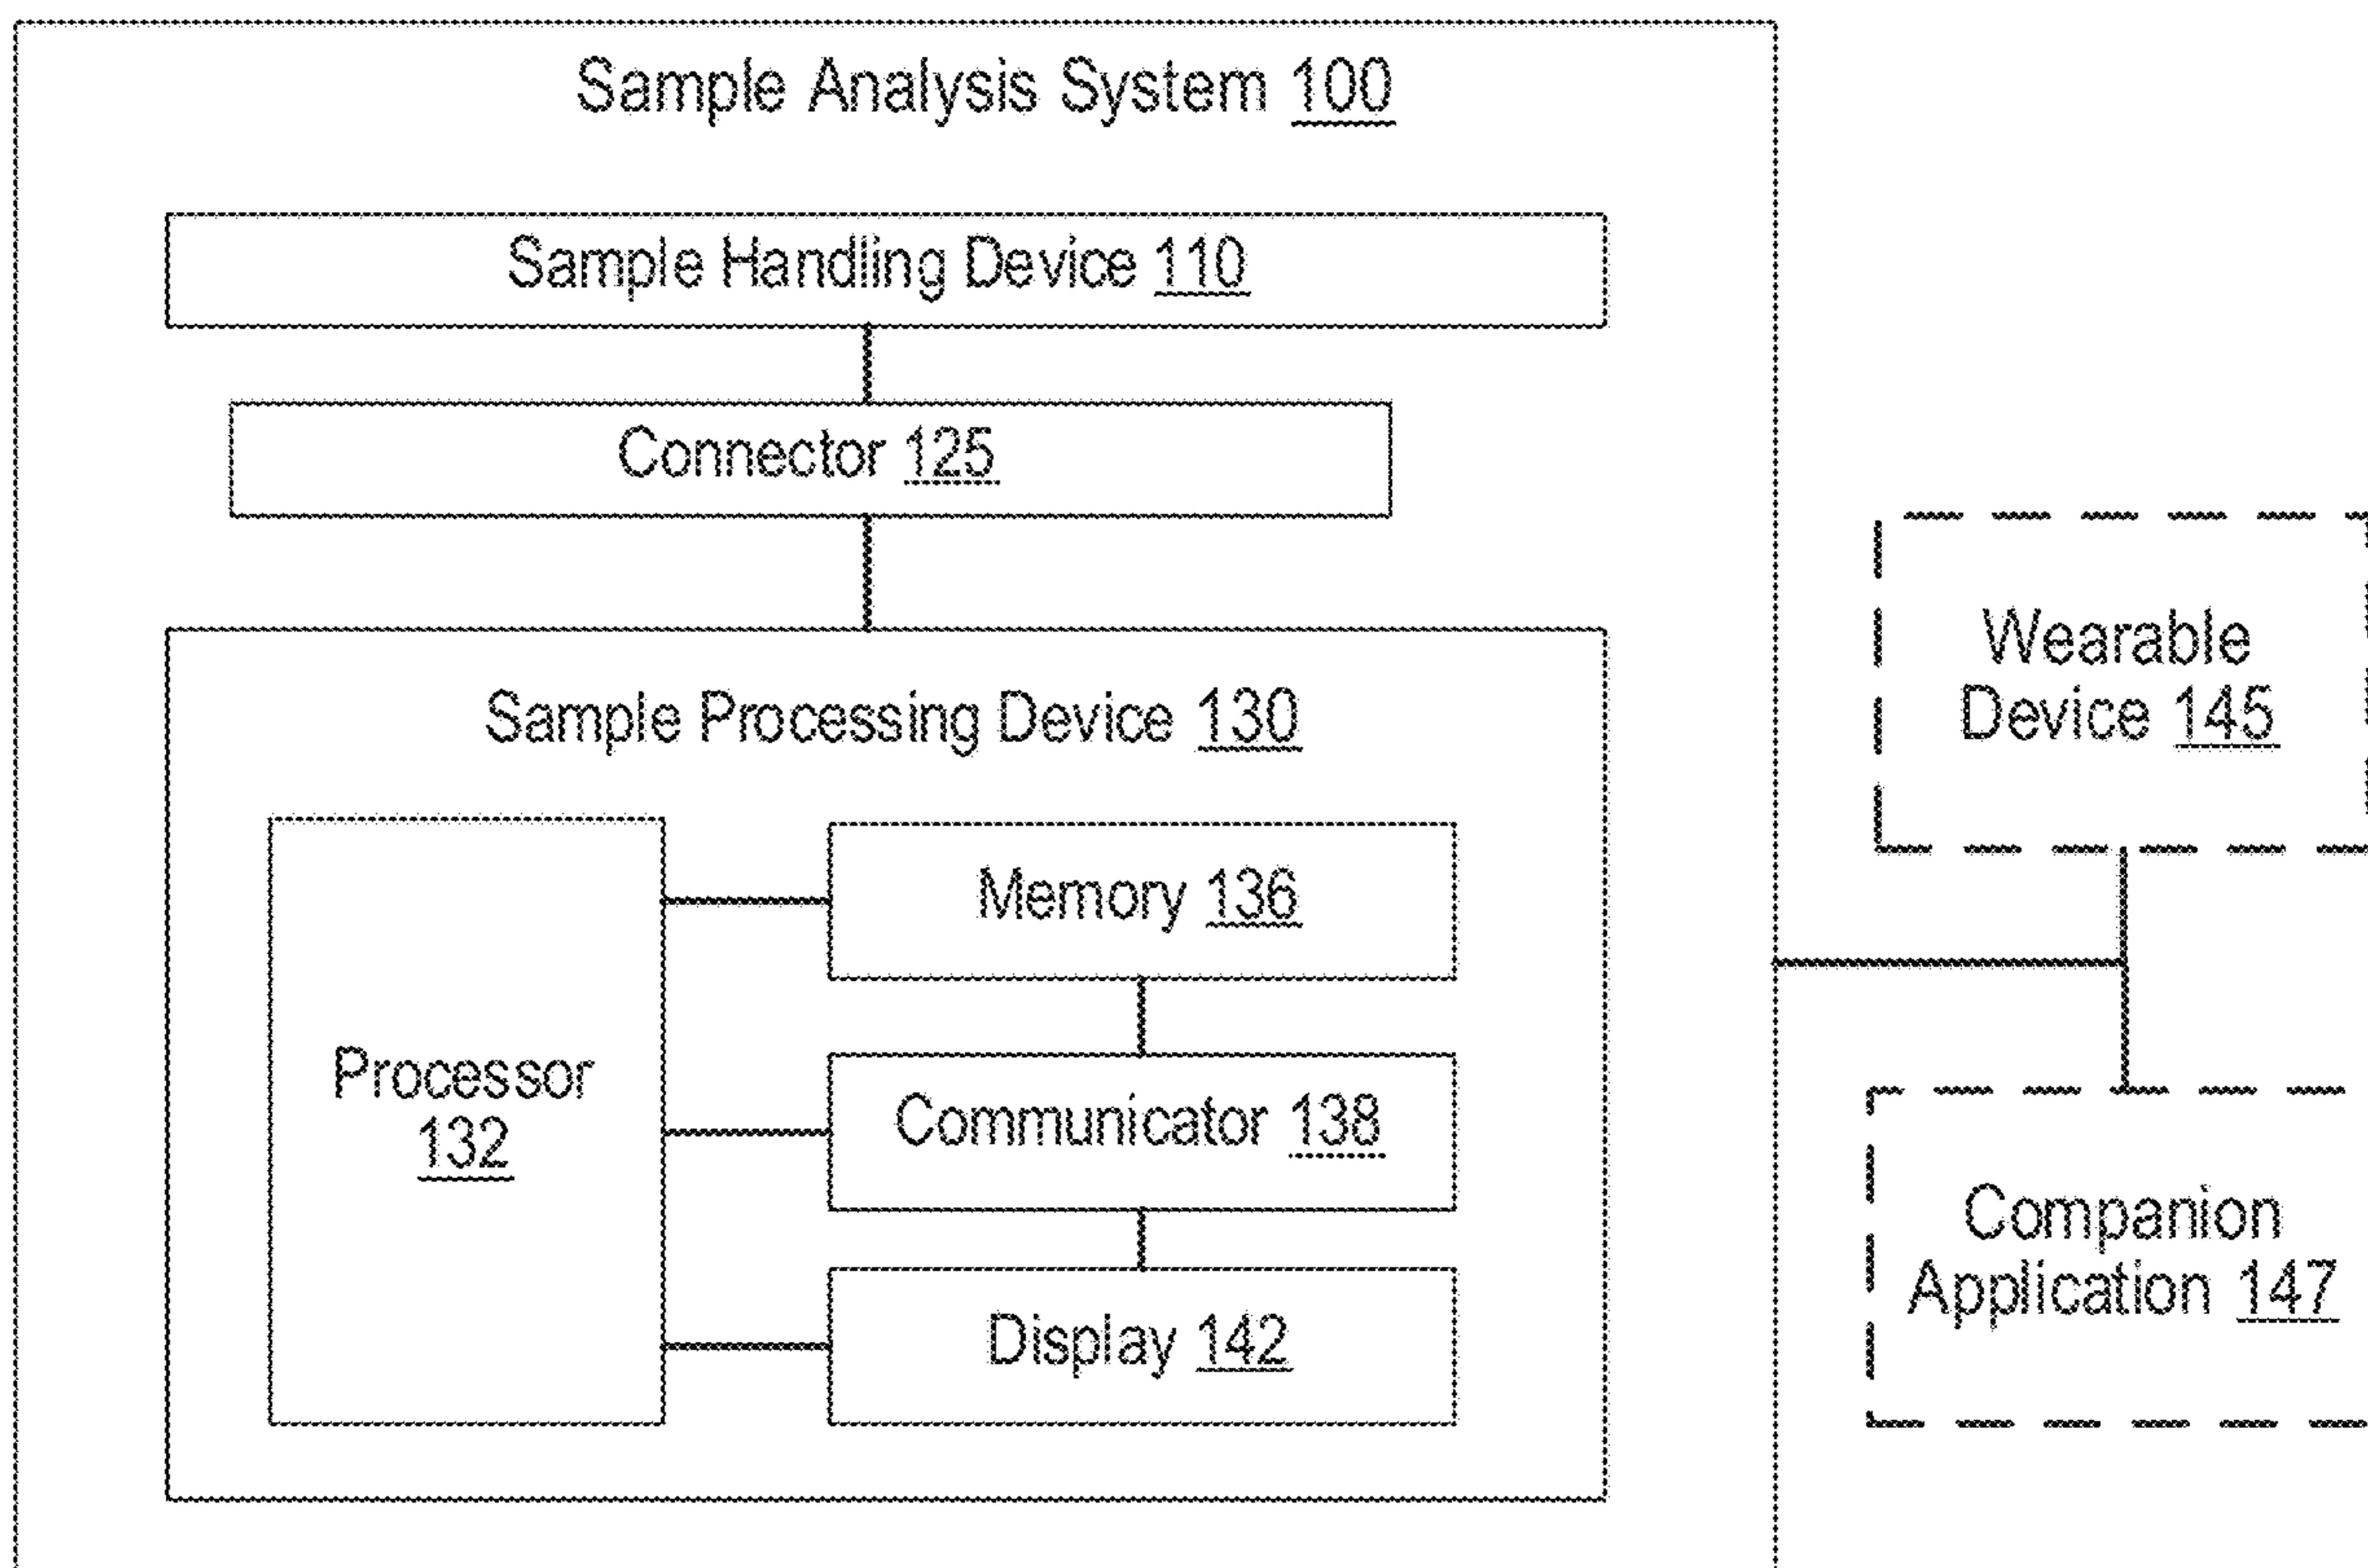 Sample Analysis System 100
Sample Handling Device 110
Connector 125
Sample Processing Device 130
Processor
132
Memory 136
Communicator 138
Display 142
Wearable
Device 145
Companion
Application 147